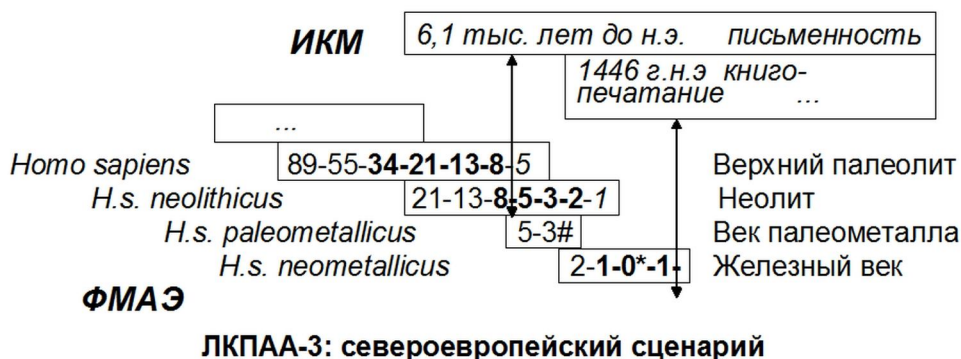 ИКМ
6,1 тыс. лет до н.э. письменность
1446 г.н.э книго-
печатание ...
...
Homo sapiens 89-55-34-21-13-8-5 Верхний палеолит
H.s. neolithicus 21-13-8-5-3-2-1 Неолит
H.s. paleometallicus 5-3# Век палеометалла
H.s. neometallicus 2-1-0*-1- Железный век
ФМАЭ
ЛКПАА-3: североевропейский сценарий